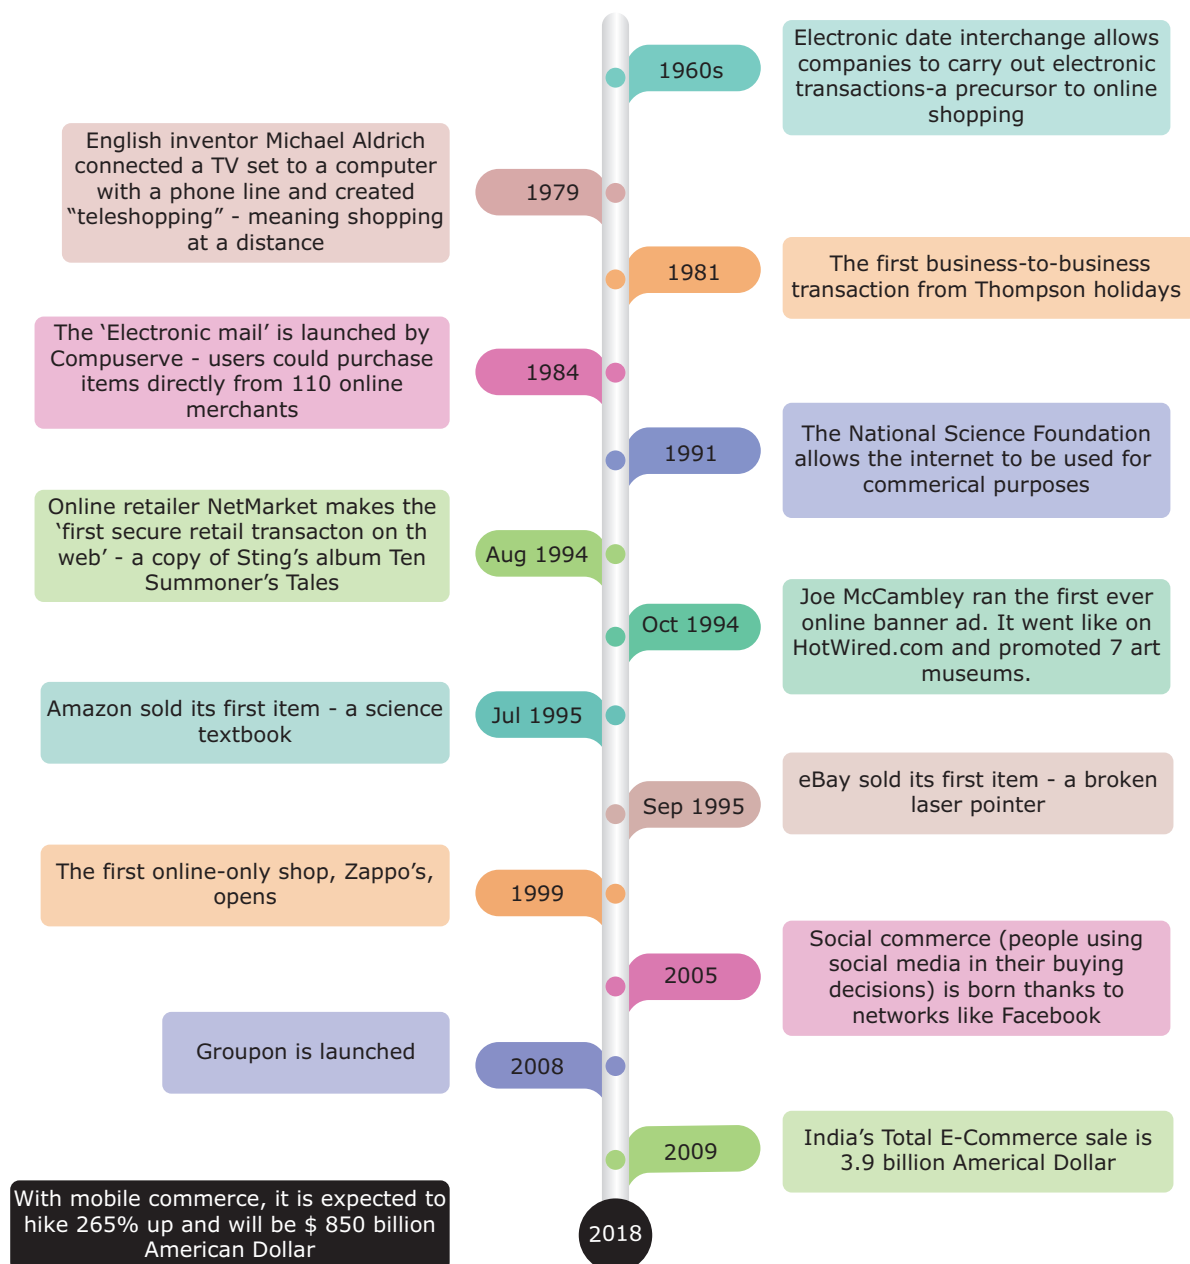 1960s
Electronic date interchange allows
companies to carry out electronic
transactions-a precursor to online
shopping
English inventor Michael Aldrich
connected a TV set to a computer
with a phone line and created
“teleshopping” - meaning shopping
at a distance
1979
1981
The first business-to-business
transaction from Thompson holidays
The ‘Electronic mail’ is launched by
Compuserve - users could purchase
items directly from 110 online
merchants
1984
1991
The National Science Foundation
allows the internet to be used for
commerical purposes
Online retailer NetMarket makes the
‘first secure retail transacton on th
web’ - a copy of Sting’s album Ten
Summoner’s Tales
Aug 1994
Oct 1994
Joe McCambley ran the first ever
online banner ad. It went like on
HotWired.com and promoted 7 art
museums.
Amazon sold its first item - a science
textbook
Jul 1995
Sep 1995
eBay sold its first item - a broken
laser pointer
The first online-only shop, Zappo’s,
opens
1999
2005
Social commerce (people using
social media in their buying
decisions) is born thanks to
networks like Facebook
Groupon is launched
2008
2009
India’s Total E-Commerce sale is
3.9 billion Americal Dollar
With mobile commerce, it is expected to
hike 265% up and will be $ 850 billion
American Dollar
2018